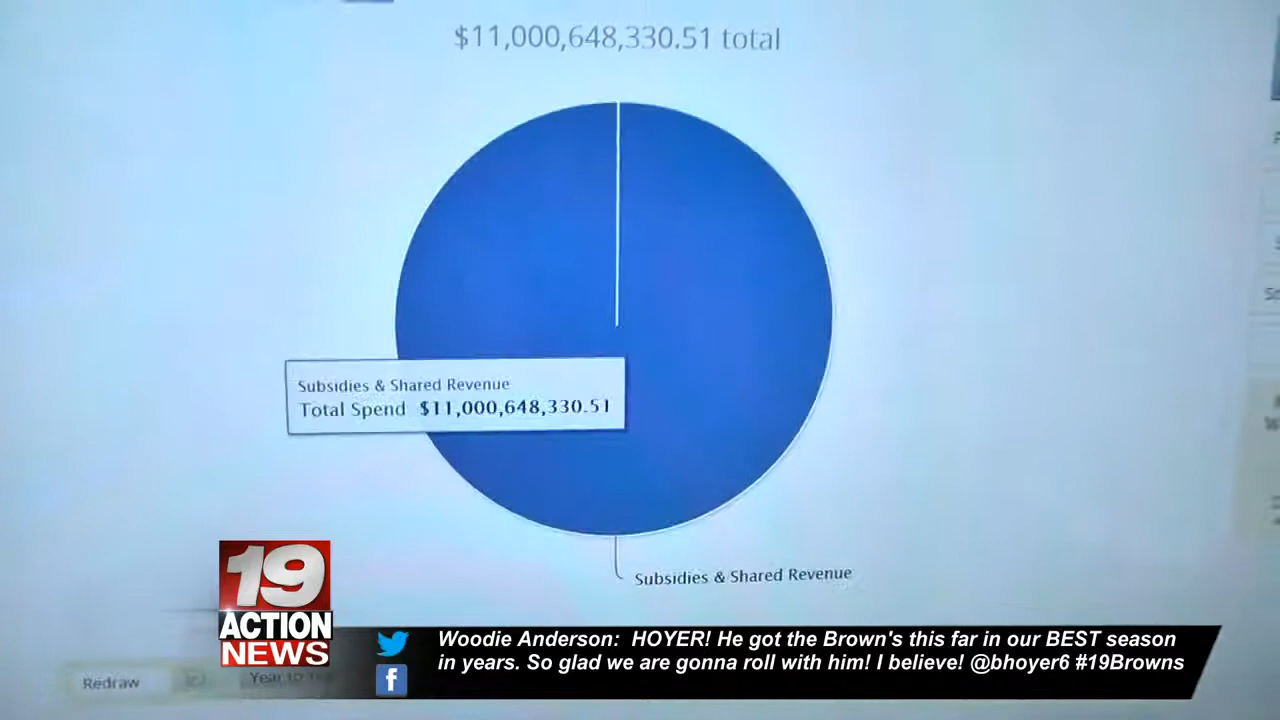 $11,000,648,330.51 total
Subsidies & Shared Revenue
Total Spend $11,000,648,330.51
Subsidies & Shared Revenue
19
ACTION
NEWS
Woodie Anderson: HOYER! He got the Brown's this far in our BEST season
in years. So glad we are gonna roll with him! I believe! @bhoyer6 #19Browns
Redraw
Year to